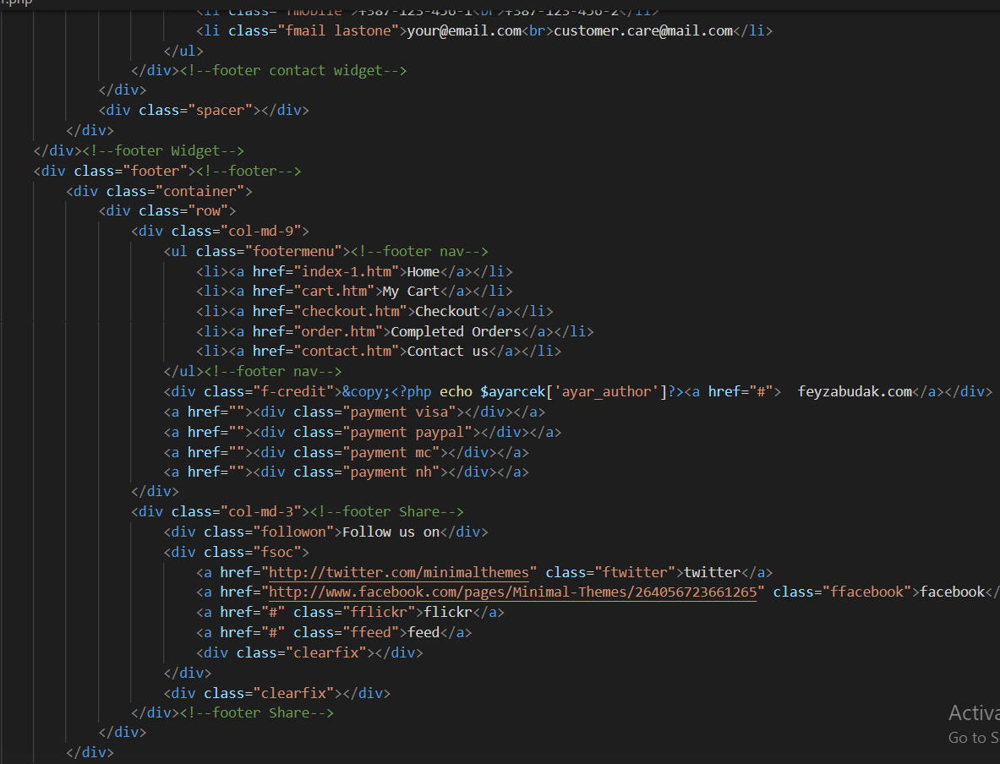 r.php
<li class="fmobile">+387-123-456-1<br>+387-123-456-2</li>
<li class="fmail lastone">your@email.com<br>customer.care@mail.com</li>
</ul>
</div><!--footer contact widget-->
</div>
<div class="spacer"></div>
</div>
</div><!--footer Widget-->
<div class="footer"><!--footer-->
<div class="container">
<div class="row">
<div class="col-md-9">
<ul class="footermenu"><!--footer nav-->
<li><a href="index-1.htm">Home</a></li>
<li><a href="cart.htm">My Cart</a></li>
<li><a href="checkout.htm">Checkout</a></li>
<li><a href="order.htm">Completed Orders</a></li>
<li><a href="contact.htm">Contact us</a></li>
</ul><!--footer nav-->
<div class="f-credit">&copy;<?php echo $ayarcek['ayar_author']?><a href="#">  feyzabudak.com</a></div>
<a href=""><div class="payment visa"></div></a>
<a href=""><div class="payment paypal"></div></a>
<a href=""><div class="payment mc"></div></a>
<a href=""><div class="payment nh"></div></a>
</div>
<div class="col-md-3"><!--footer Share-->
<div class="followon">Follow us on</div>
<div class="fsoc">
<a href="http://twitter.com/minimalthemes" class="ftwitter">twitter</a>
<a href="http://www.facebook.com/pages/Minimal-Themes/264056723661265" class="ffacebook">facebook</
<a href="#" class="fflickr">flickr</a>
<a href="#" class="ffeed">feed</a>
<div class="clearfix"></div>
</div>
<div class="clearfix"></div>
</div><!--footer Share-->
</div>
</div>
Activa
Go to S